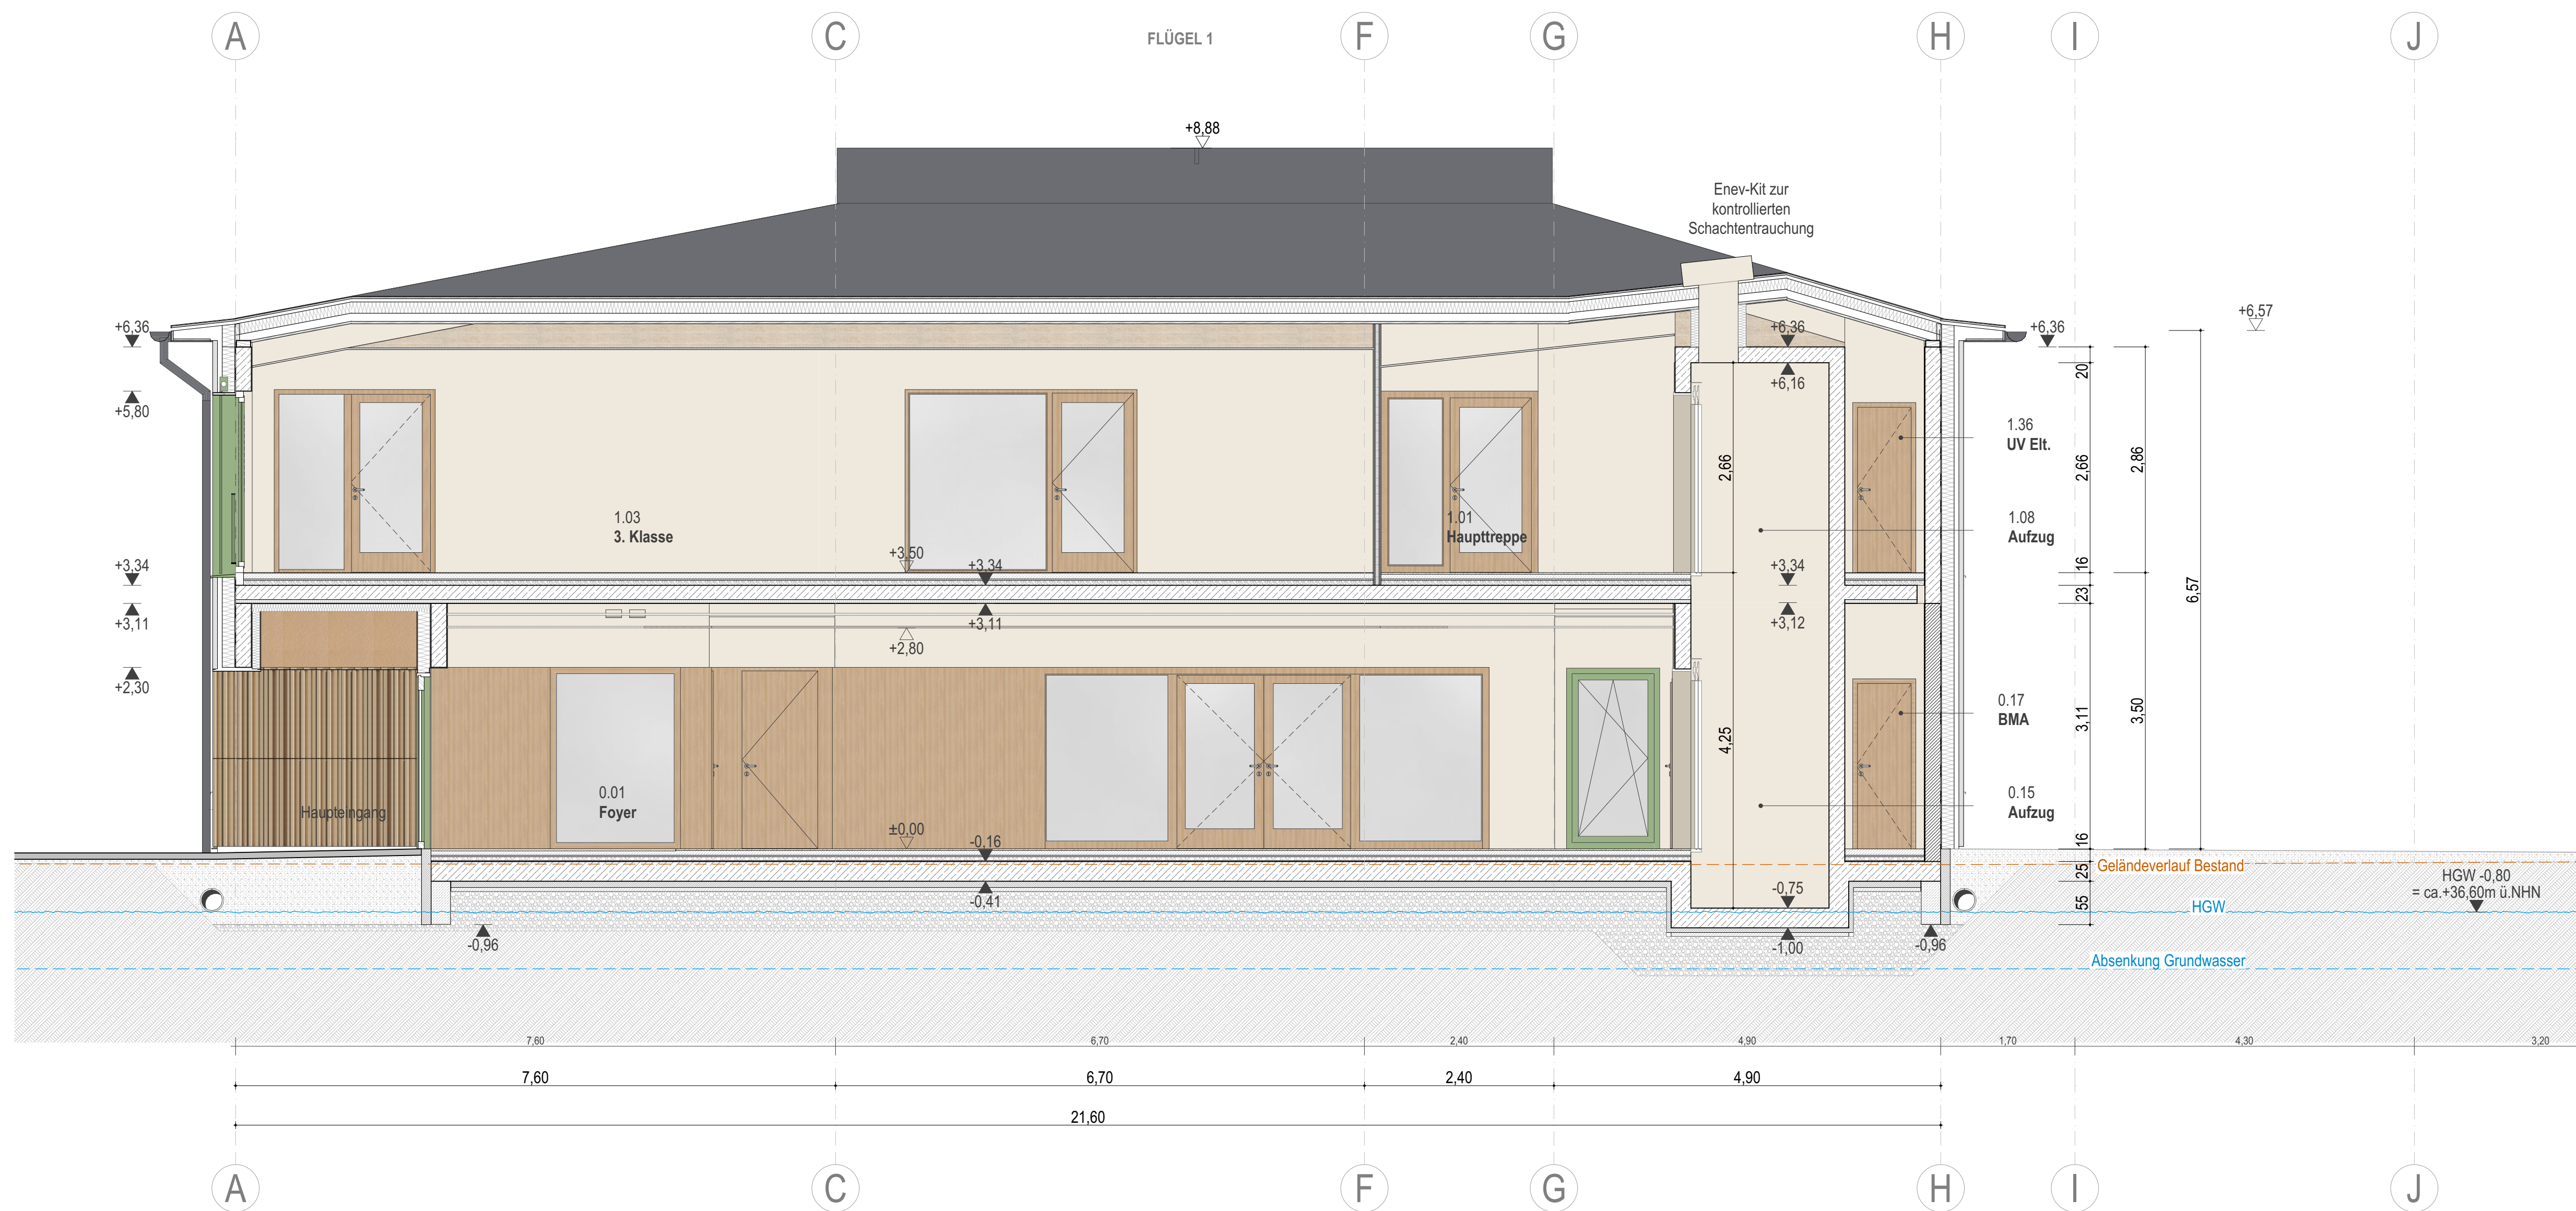 A
C
FLÜGEL 1
F
G
H
I
J
+8,88
Enev-Kit zur
kontrollierten
Schachtentrauchung
+6,57
+6,36
+6,36
+6,36
20
+6,16
+5,80
1.36
UV Elt.
2,66
2,66
2,86
1.03
3. Klasse
1.01
Haupttreppe
1.08
Aufzug
+3,50
+3,34
+3,34
+3,34
16
23
6,57
+3,11
+3,11
+3,12
+2,80
+2,30
0.17
BMA
3,11
3,50
4,25
0.01
Foyer
0.15
Aufzug
Haupteingang
±0,00
-0,16
16
Geländeverlauf Bestand
25
HGW -0,80
= ca.+36,60m ü.NHN
-0,75
-0,41
55
HGW
-0,96
-1,00
-0,96
Absenkung Grundwasser
7,60
6,70
2,40
4,90
1,70
4,30
3,20
7,60
6,70
2,40
4,90
21,60
A
C
F
G
H
I
J